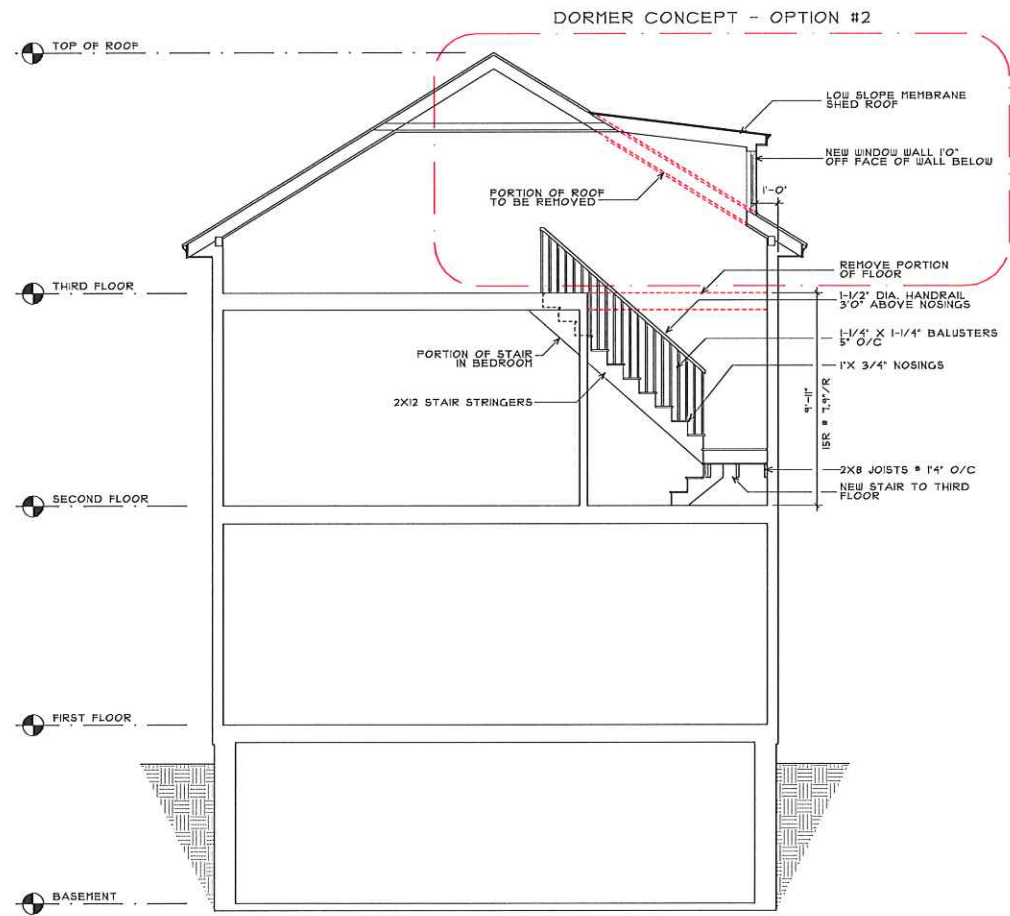 DORMER CONCEPT - OPTION #2
TOP OF ROOF
LOW SLOPE MEMBRANE
SHED ROOF
NEW WINDOW WALL 1'0"
OFF FACE OF WALL BELOW
1'-0"
PORTION OF ROOF
TO BE REMOVED
REMOVE PORTION
OF FLOOR
THIRD FLOOR
1-1/2" DIA. HANDRAIL
3'0" ABOVE NOSINGS
1-1/4" X 1-1/4" BALUSTERS
5" O/C
PORTION OF STAIR
IN BEDROOM
1"X 3/4" NOSINGS
2X12 STAIR STRINGERS
9'-11"
15R @ 7.9"/R
2X8 JOISTS @ 1'4" O/C
NEW STAIR TO THIRD
FLOOR
SECOND FLOOR
FIRST FLOOR
BASEMENT